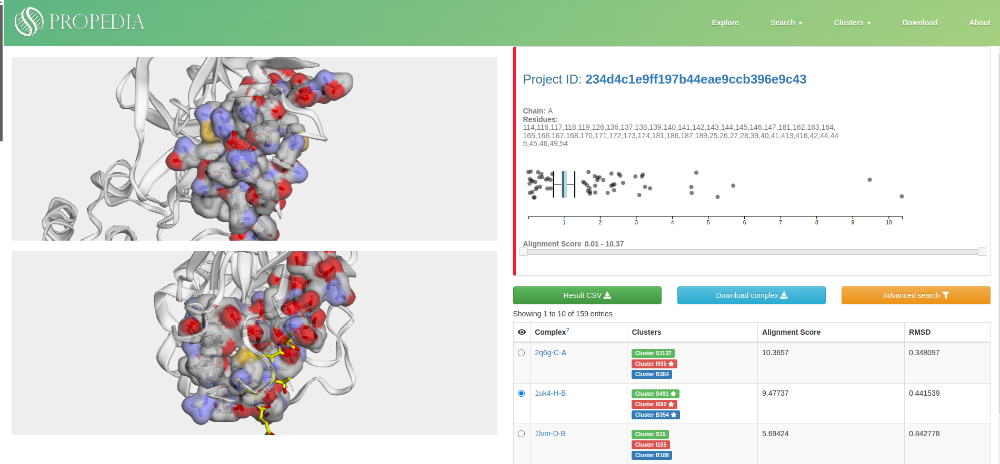 PROPEDIA
Explore Search Clusters Download About
Project ID: 234d4c1e9ff197b44eae9ccb396e9c43
Chain: A
Residues:
114,116,117,118,119,126,136,137,138,139,140,141,142,143,144,145,146,147,161,162,163,164,
165,166,167,168,170,171,172,173,174,181,186,187,189,25,26,27,28,39,40,41,413,416,42,44,44
5,45,46,49,54
1 2 3 4 5 6 7 8 9 10
Alignment Score 0.01 - 10.37
Result CSV Download complex Advanced search
Showing 1 to 10 of 159 entries
Complex? Clusters Alignment Score RMSD
2q6g-C-A Cluster S1137 10.3657 0.348097
Cluster I935
Cluster B354
1uk4-H-B Cluster S491 9.47737 0.441539
Cluster I682
Cluster B354
1lvm-D-B Cluster S15 5.69424 0.842778
Cluster I155
Cluster B188